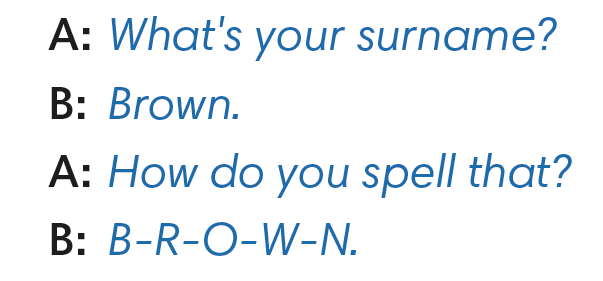 A: What's your surname?
B: Brown.
A: How do you spell that?
B: B-R-O-W-N.